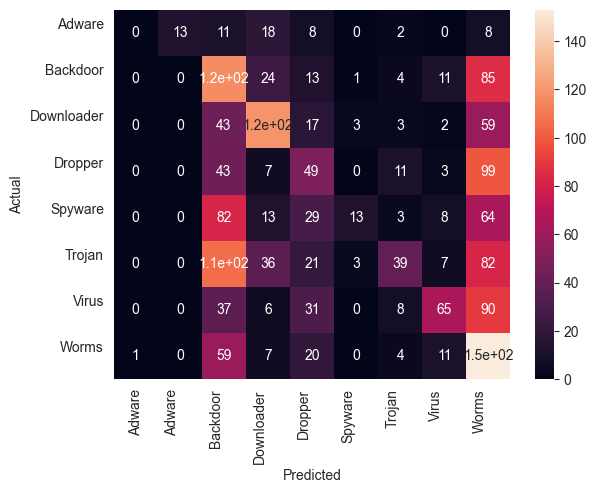 Adware 0 13 11 18 8 0 2 0 8
Backdoor 0 0 1.2e+02 24 13 1 4 11 85
Downloader 0 0 43 1.2e+02 17 3 3 2 59
Dropper 0 0 43 7 49 0 11 3 99
Spyware 0 0 82 13 29 13 3 8 64
Trojan 0 0 1.1e+02 36 21 3 39 7 82
Virus 0 0 37 6 31 0 8 65 90
Worms 1 0 59 7 20 0 4 11 1.5e+02
Adware Adware Backdoor Downloader Dropper Spyware Trojan Virus Worms
Predicted
Actual
140
120
100
80
60
40
20
0